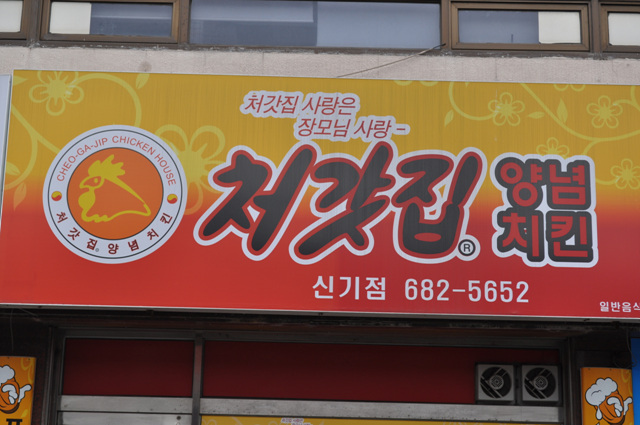 처갓집 사랑은
장모님 사랑~
CHEO-GA-JIP CHICKEN HOUSE
처갓집양념치킨
처갓집®
양념
치킨
신기점 682-5652
일반음식